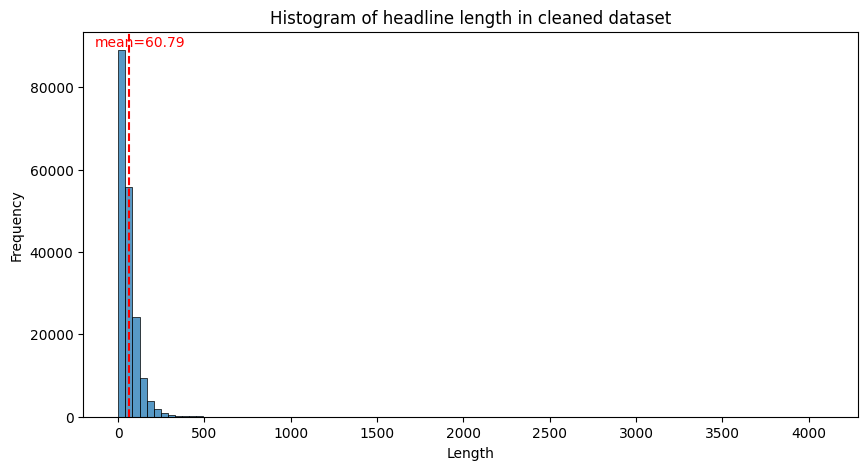 Histogram of headline length in cleaned dataset
mean=60.79
80000
60000
40000
20000
0
Frequency
0 500 1000 1500 2000 2500 3000 3500 4000
Length